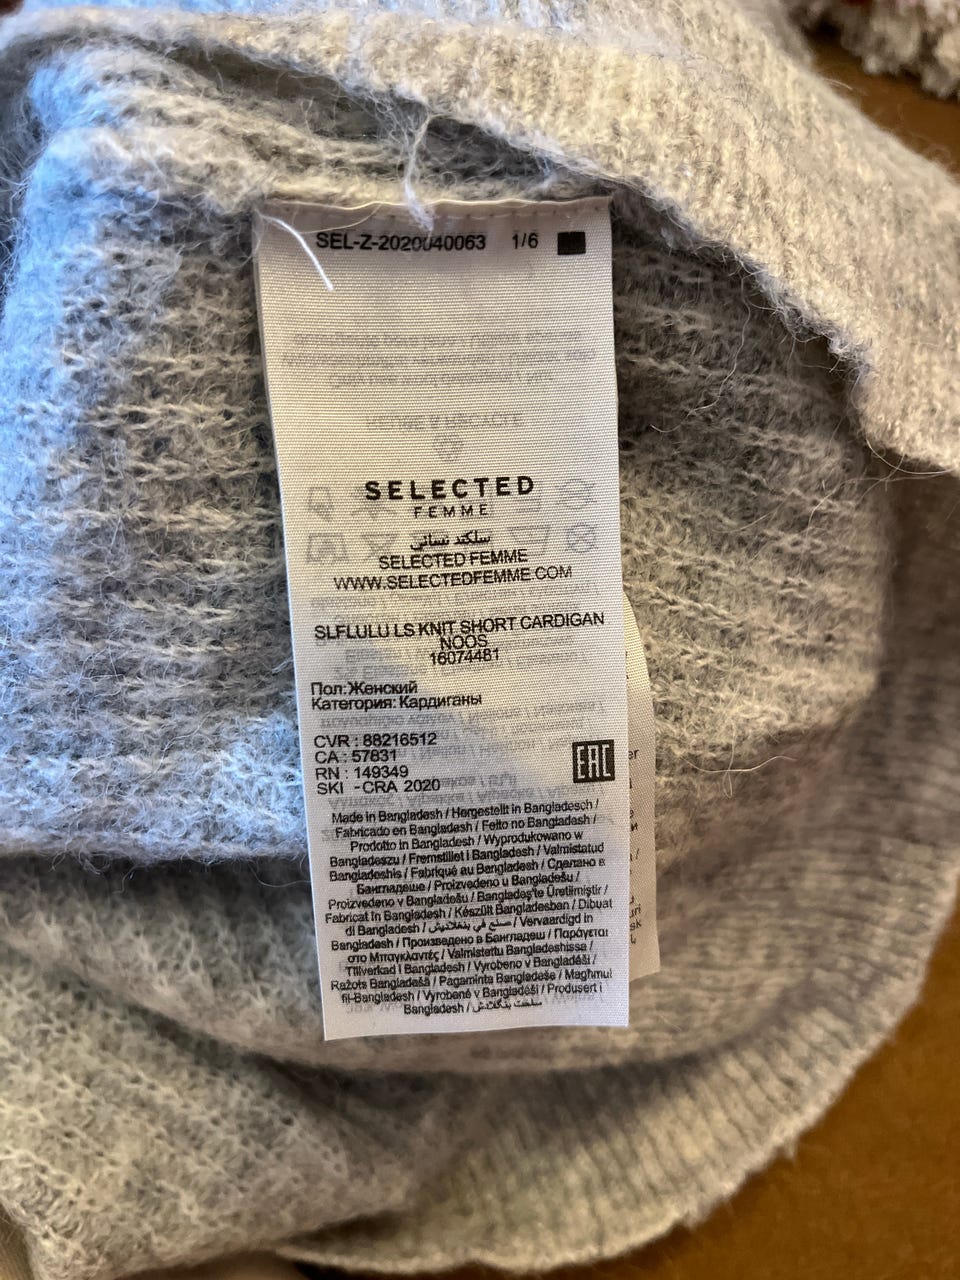 SEL-Z-2020040063 1/6
SELECTED
FEMME
سلكتد نسائي
SELECTED FEMME
WWW.SELECTEDFEMME.COM
SLFLULU LS KNIT SHORT CARDIGAN
NOOS
16074481
Пол:Женский
Категория: Кардиганы
CVR : 88216512
CA : 57831
RN : 149349
SKI -CRA 2020
EAC
Made in Bangladesh / Hergestellt in Bangladesch /
Fabricado en Bangladesh / Feito no Bangladesh /
Prodotto in Bangladesh / Wyprodukowano w
Bangladeszu / Fremstillet i Bangladesh / Valmistatud
Bangladeshis / Fabriqué au Bangladesh / Сделано в
Бангладеше / Proizvedeno u Bangladešu /
Proizvedeno v Bangladešu / Bangladeş'te Üretilmiştir /
Fabricat în Bangladesh / Készült Bangladesban / Dibuat
di Bangladesh / صنع في بنغلاديش / Vervaardigd in
Bangladesh / Произведено в Бангладеш / Παράγεται
στο Μπαγκλαντές / Valmistettu Bangladeshissa /
Tillverkad i Bangladesh / Vyrobeno v Bangladéši /
Ražots Bangladešā / Pagaminta Bangladeše / Magħmul
fil-Bangladesh / Vyrobené v Bangladéši / Produsert i
Bangladesh / ساخت بنگلادش